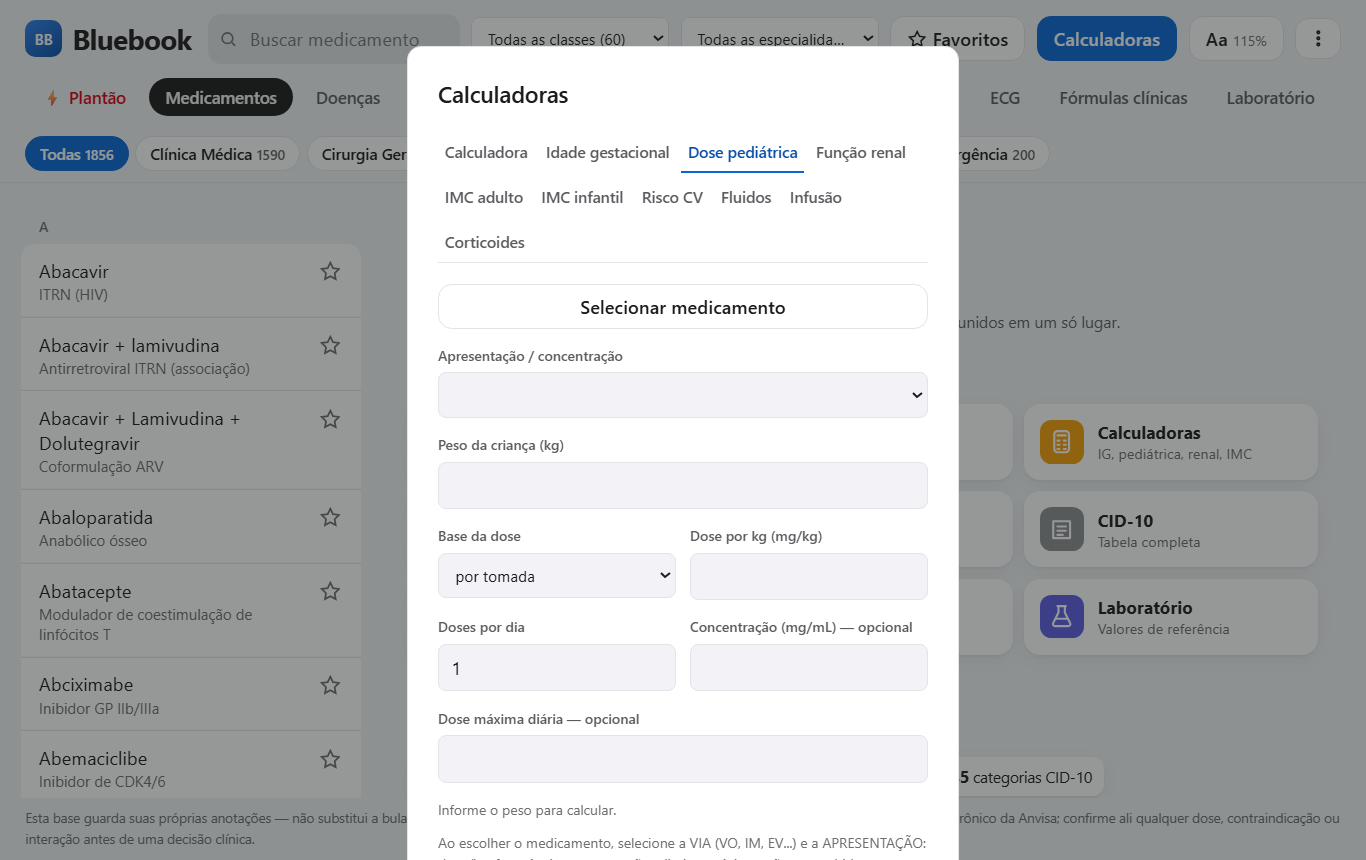 BB Bluebook
Buscar medicamento
Todas as classes (60)
Todas as especialida...
Favoritos
Calculadoras
Aa 115%
Plantão
Medicamentos
Doenças
ECG
Fórmulas clínicas
Laboratório
Todas 1856
Clínica Médica 1590
Cirurgia Ger
rgência 200
A
Abacavir
ITRN (HIV)
Abacavir + lamivudina
Antirretroviral ITRN (associação)
Abacavir + Lamivudina +
Dolutegravir
Coformulação ARV
Abaloparatida
Anabólico ósseo
Abatacepte
Modulador de coestimulação de
linfócitos T
Abciximabe
Inibidor GP IIb/IIIa
Abemaciclibe
Inibidor de CDK4/6
Calculadoras
Calculadora
Idade gestacional
Dose pediátrica
Função renal
IMC adulto
IMC infantil
Risco CV
Fluidos
Infusão
Corticoides
Selecionar medicamento
Apresentação / concentração
Peso da criança (kg)
Base da dose
Dose por kg (mg/kg)
por tomada
Doses por dia
Concentração (mg/mL) — opcional
1
Dose máxima diária — opcional
Informe o peso para calcular.
Ao escolher o medicamento, selecione a VIA (VO, IM, EV...) e a APRESENTAÇÃO:
unidos em um só lugar.
Calculadoras
IG, pediátrica, renal, IMC
CID-10
Tabela completa
Laboratório
Valores de referência
5 categorias CID-10
Esta base guarda suas próprias anotações — não substitui a bula
rônico da Anvisa; confirme ali qualquer dose, contraindicação ou
interação antes de uma decisão clínica.